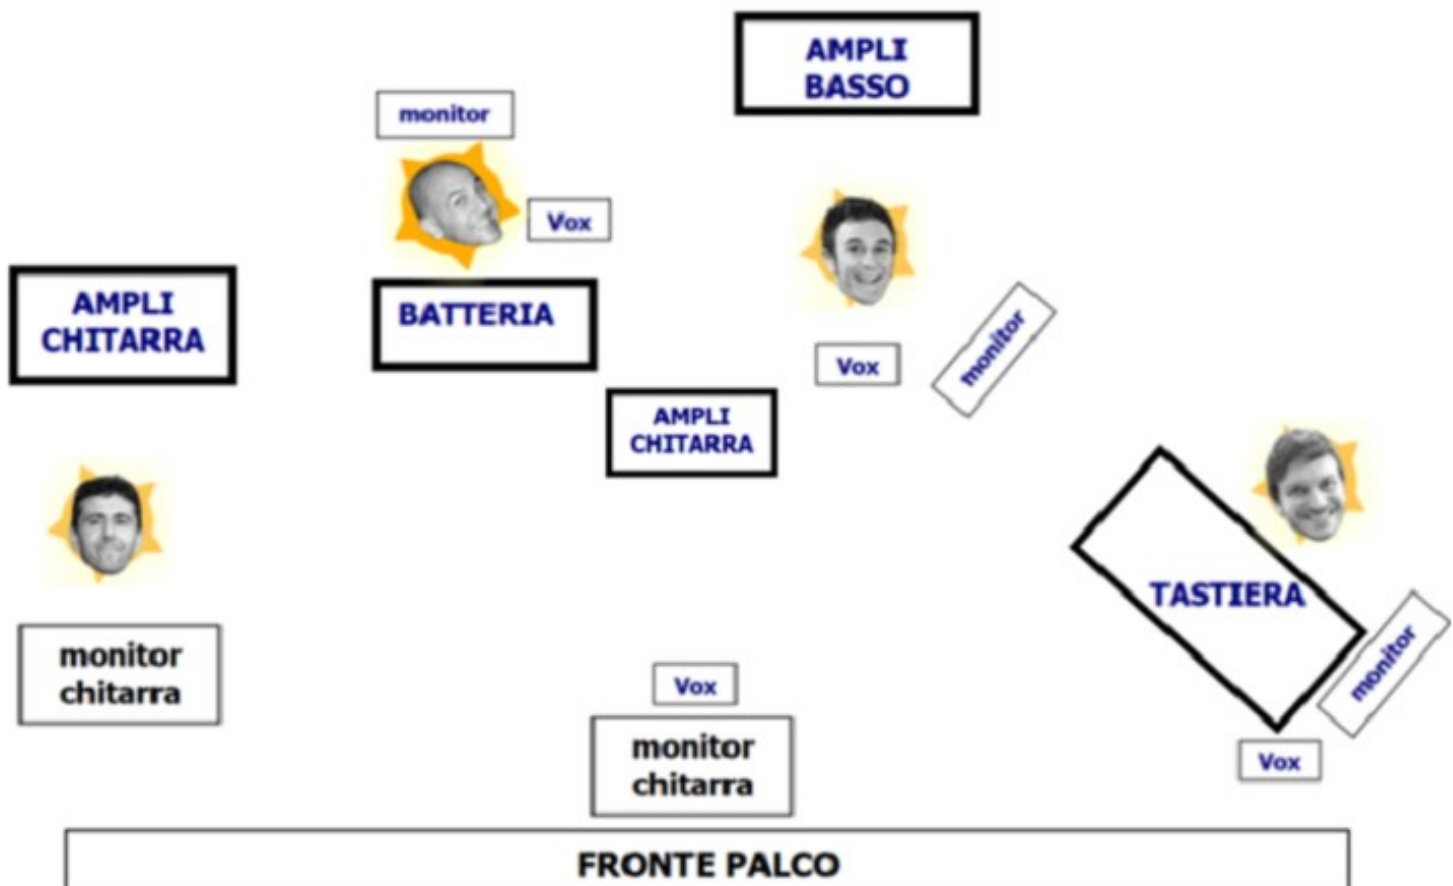 AMPLI
BASSO
monitor
Vox
AMPLI
CHITARRA
BATTERIA
Vox
monitor
AMPLI
CHITARRA
TASTIERA
monitor
chitarra
monitor
Vox
monitor
chitarra
Vox
FRONTE PALCO